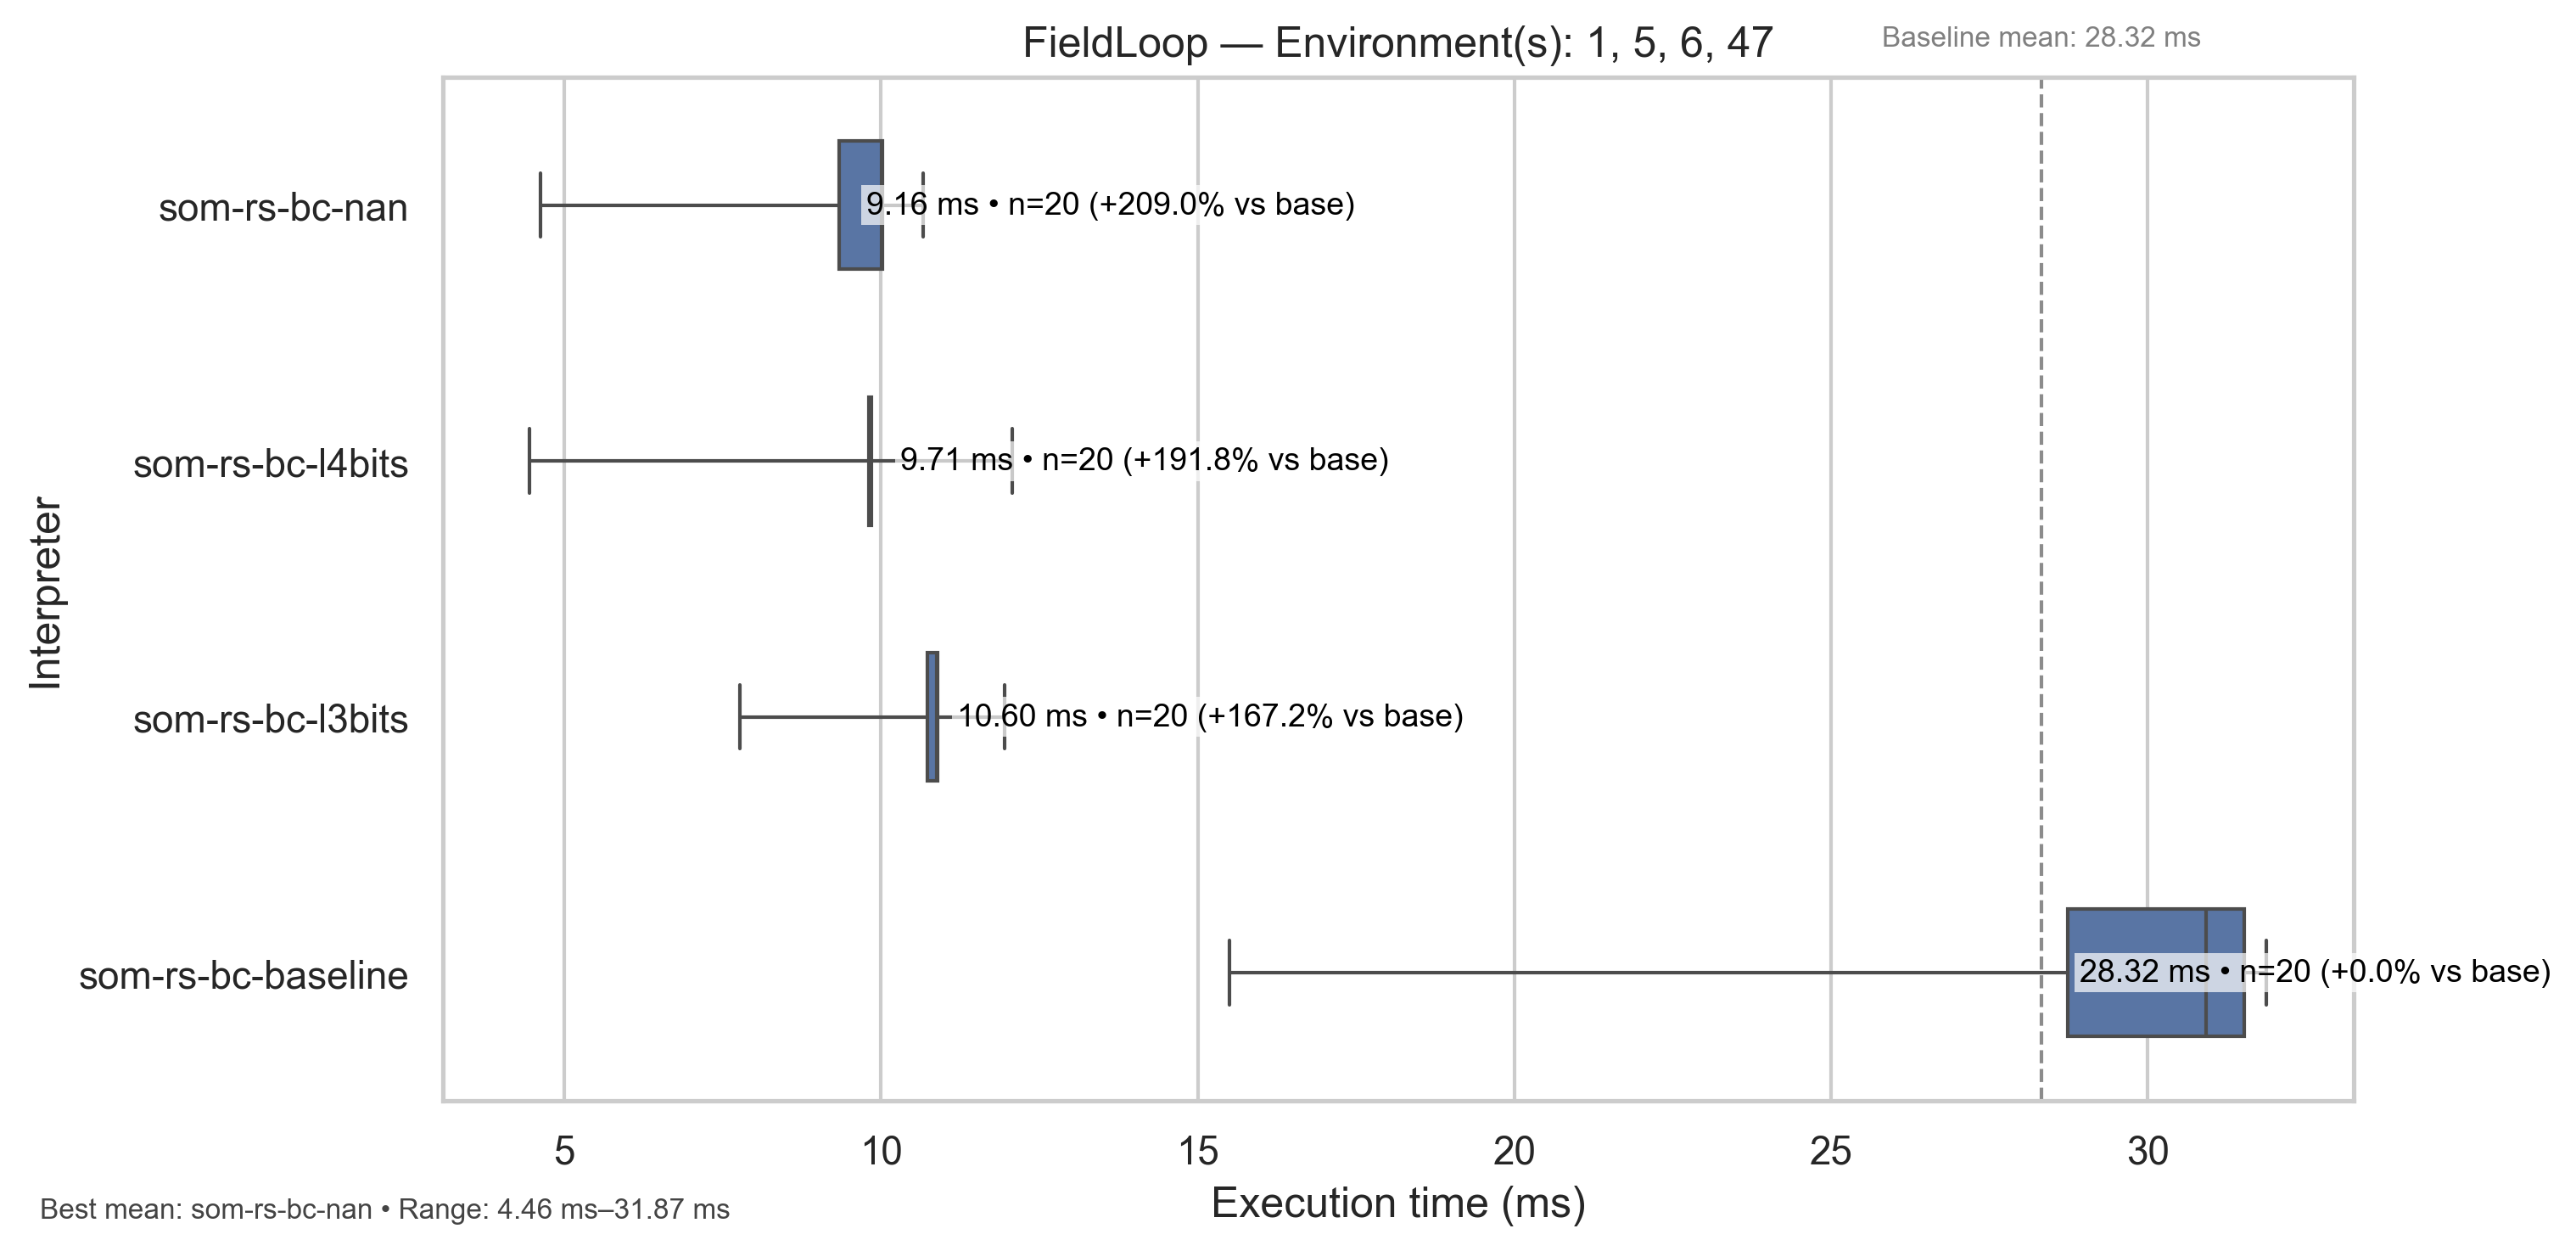 FieldLoop — Environment(s): 1, 5, 6, 47
Baseline mean: 28.32 ms
Interpreter
som-rs-bc-nan
9.16 ms • n=20 (+209.0% vs base)
som-rs-bc-l4bits
9.71 ms • n=20 (+191.8% vs base)
som-rs-bc-l3bits
10.60 ms • n=20 (+167.2% vs base)
som-rs-bc-baseline
28.32 ms • n=20 (+0.0% vs base)
5 10 15 20 25 30
Execution time (ms)
Best mean: som-rs-bc-nan • Range: 4.46 ms–31.87 ms